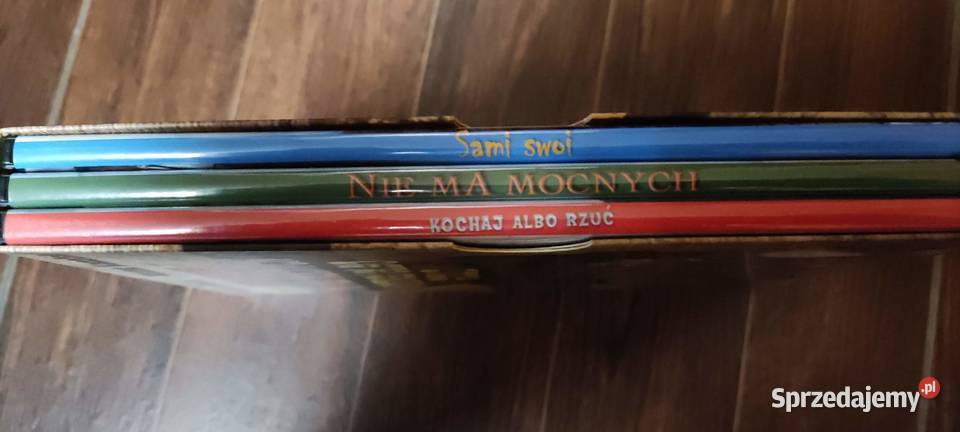 Sami swoi
NIE MA MOCNYCH
KOCHAJ ALBO RZUĆ
Sprzedajemy.pl